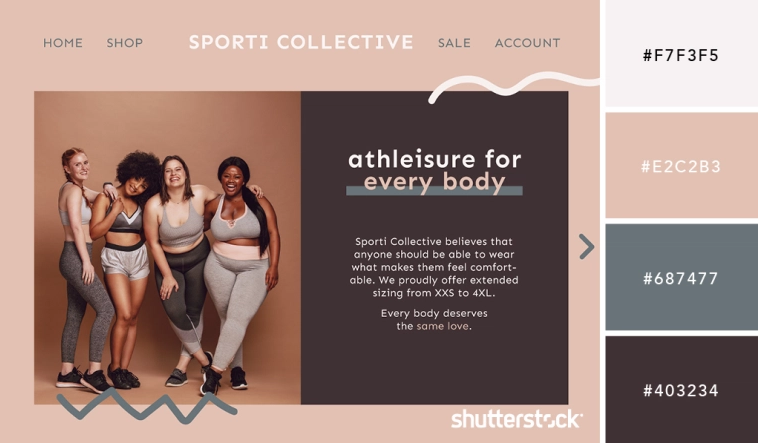 HOME SHOP SPORTI COLLECTIVE SALE ACCOUNT
athleisure for
every body
Sporti Collective believes that
anyone should be able to wear
what makes them feel comfort-
able. We proudly offer extended
sizing from XXS to 4XL.
Every body deserves
the same love.
shutterstock
#F7F3F5
#E2C2B3
#687477
#403234